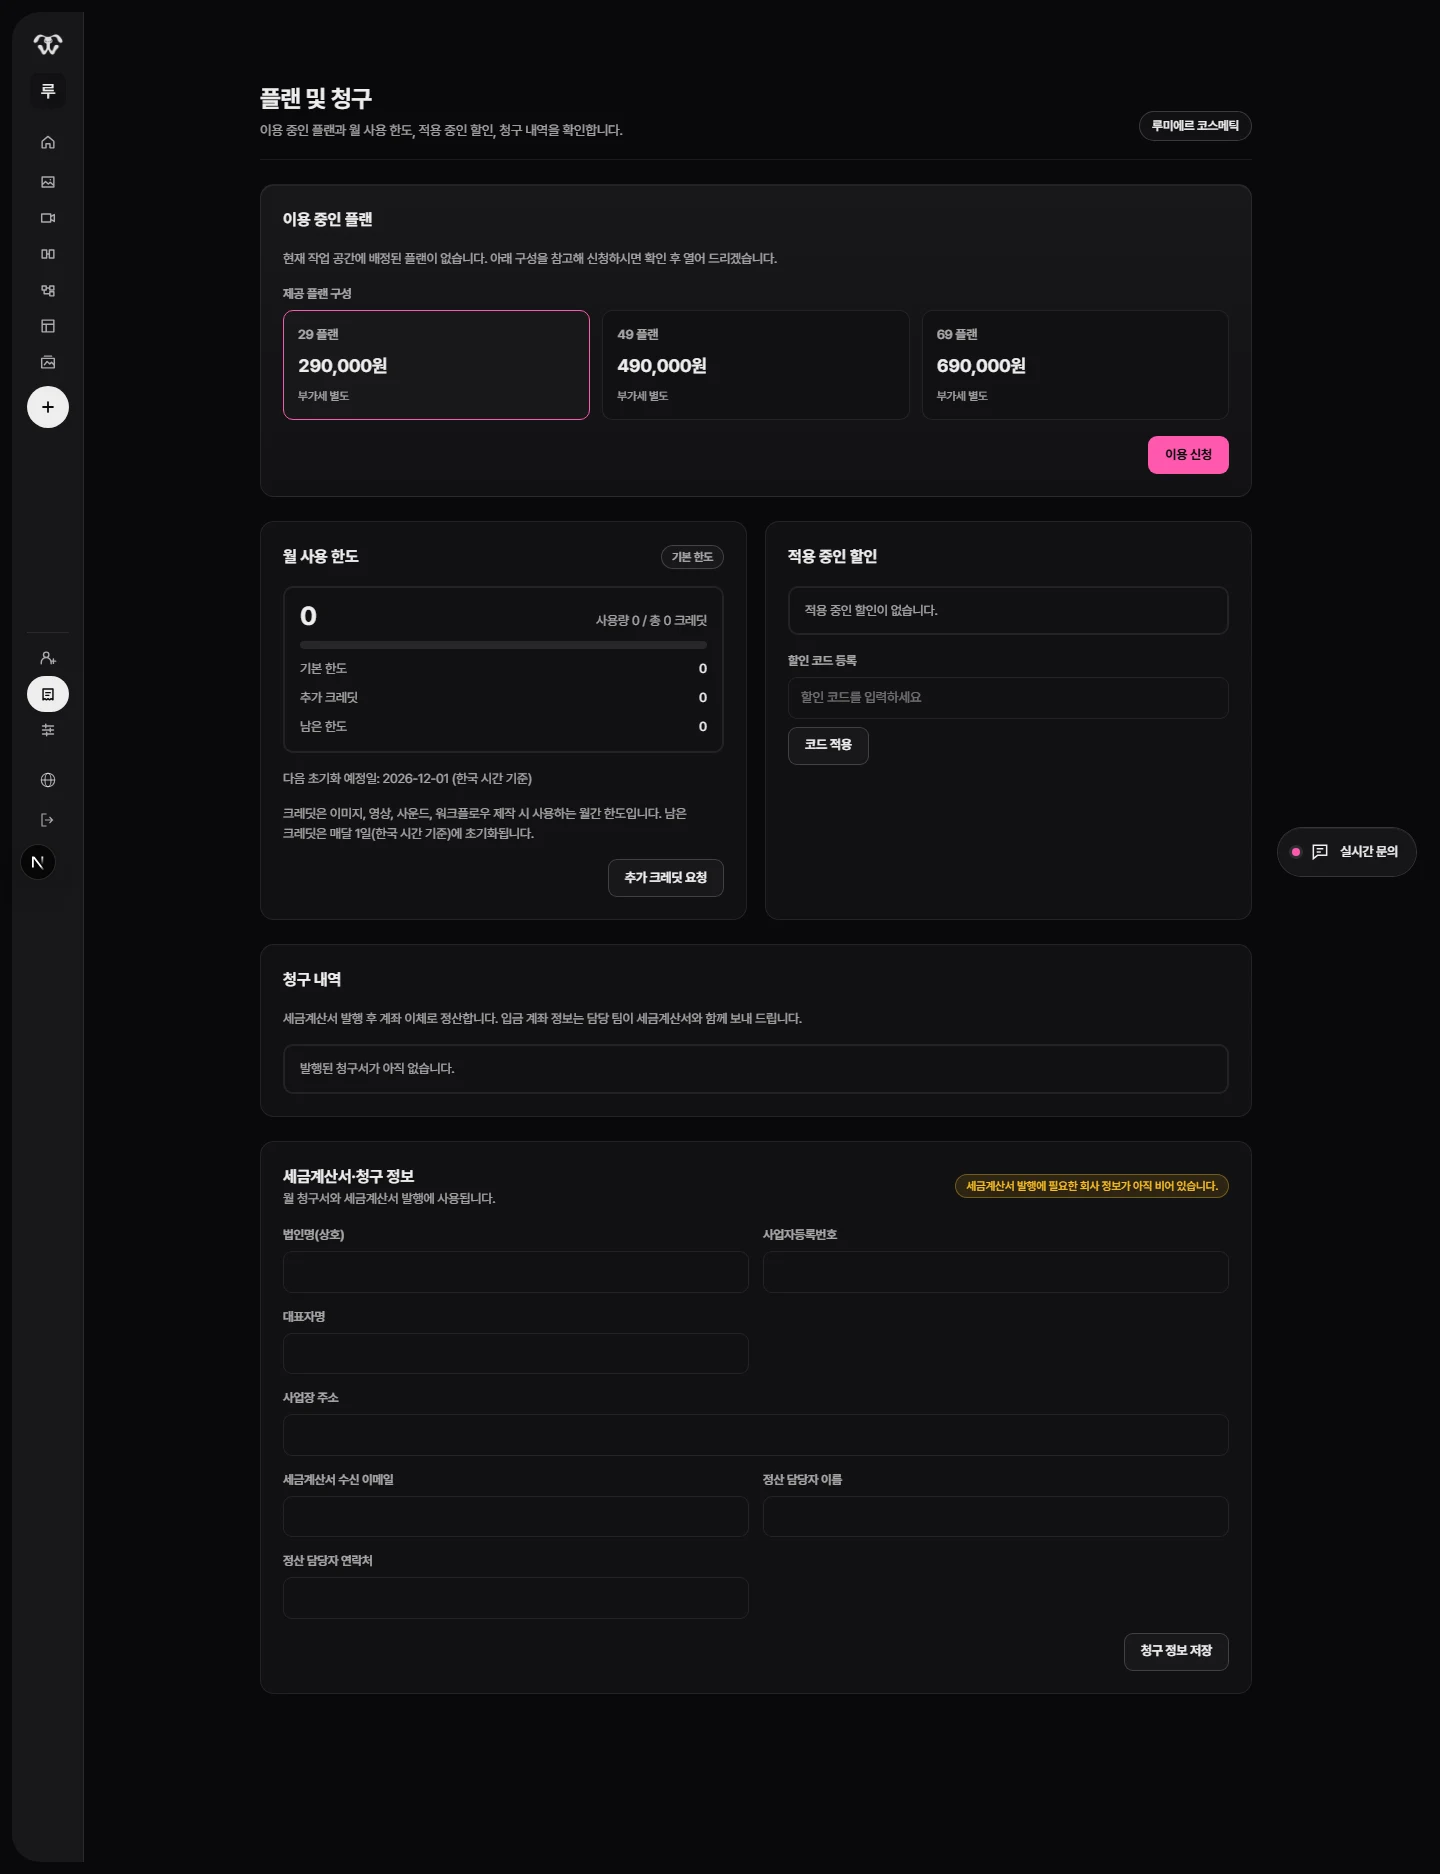 루
플랜 및 청구
이용 중인 플랜과 월 사용 한도, 적용 중인 할인, 청구 내역을 확인합니다.
루미에르 코스메틱
이용 중인 플랜
현재 작업 공간에 배정된 플랜이 없습니다. 아래 구성을 참고해 신청하시면 확인 후 열어 드리겠습니다.
제공 플랜 구성
29 플랜
290,000원
부가세 별도
49 플랜
490,000원
부가세 별도
69 플랜
690,000원
부가세 별도
이용 신청
월 사용 한도
기본 한도
0
사용량 0 / 총 0 크레딧
기본 한도 0
추가 크레딧 0
남은 한도 0
다음 초기화 예정일: 2026-12-01 (한국 시간 기준)
크레딧은 이미지, 영상, 사운드, 워크플로우 제작 시 사용하는 월간 한도입니다. 남은
크레딧은 매달 1일(한국 시간 기준)에 초기화됩니다.
추가 크레딧 요청
적용 중인 할인
적용 중인 할인이 없습니다.
할인 코드 등록
할인 코드를 입력하세요
코드 적용
실시간 문의
청구 내역
세금계산서 발행 후 계좌 이체로 정산합니다. 입금 계좌 정보는 담당 팀이 세금계산서와 함께 보내 드립니다.
발행된 청구서가 아직 없습니다.
세금계산서·청구 정보
월 청구서와 세금계산서 발행에 사용됩니다.
세금계산서 발행에 필요한 회사 정보가 아직 비어 있습니다.
법인명(상호)
사업자등록번호
대표자명
사업장 주소
세금계산서 수신 이메일
정산 담당자 이름
정산 담당자 연락처
청구 정보 저장